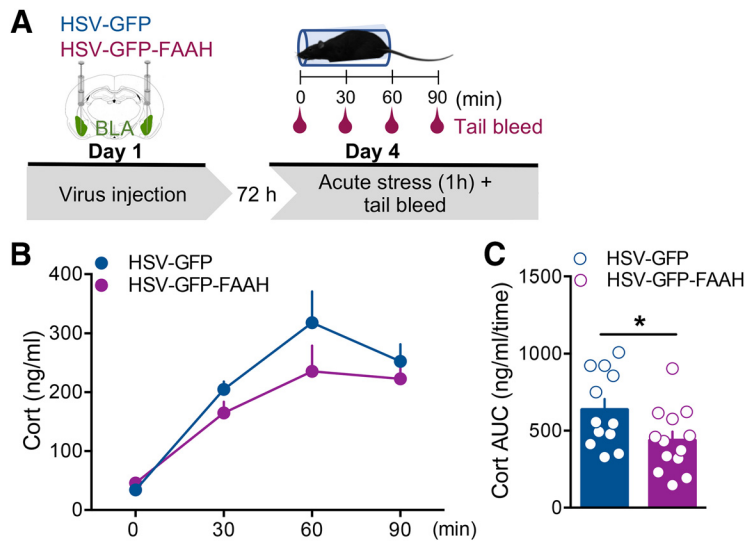 A
HSV-GFP
HSV-GFP-FAAH
BLA
Day 1
Virus injection
72 h
0 30 60 90 (min)
Tail bleed
Day 4
Acute stress (1h) +
tail bleed
B
HSV-GFP
HSV-GFP-FAAH
Cort (ng/ml)
400
300
200
100
0
0 30 60 90 (min)
C
HSV-GFP
HSV-GFP-FAAH
Cort AUC (ng/ml/time)
1500
1000
500
0
*